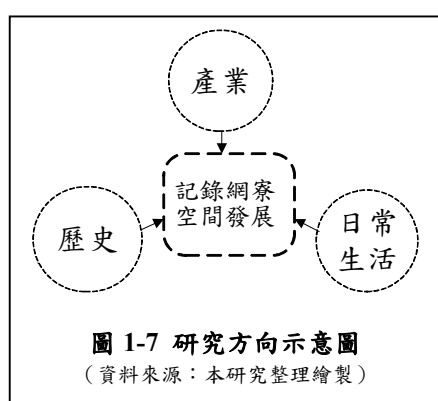 產業
記錄網寮
空間發展
歷史
日常
生活
圖 1-7 研究方向示意圖
（資料來源：本研究整理繪製）